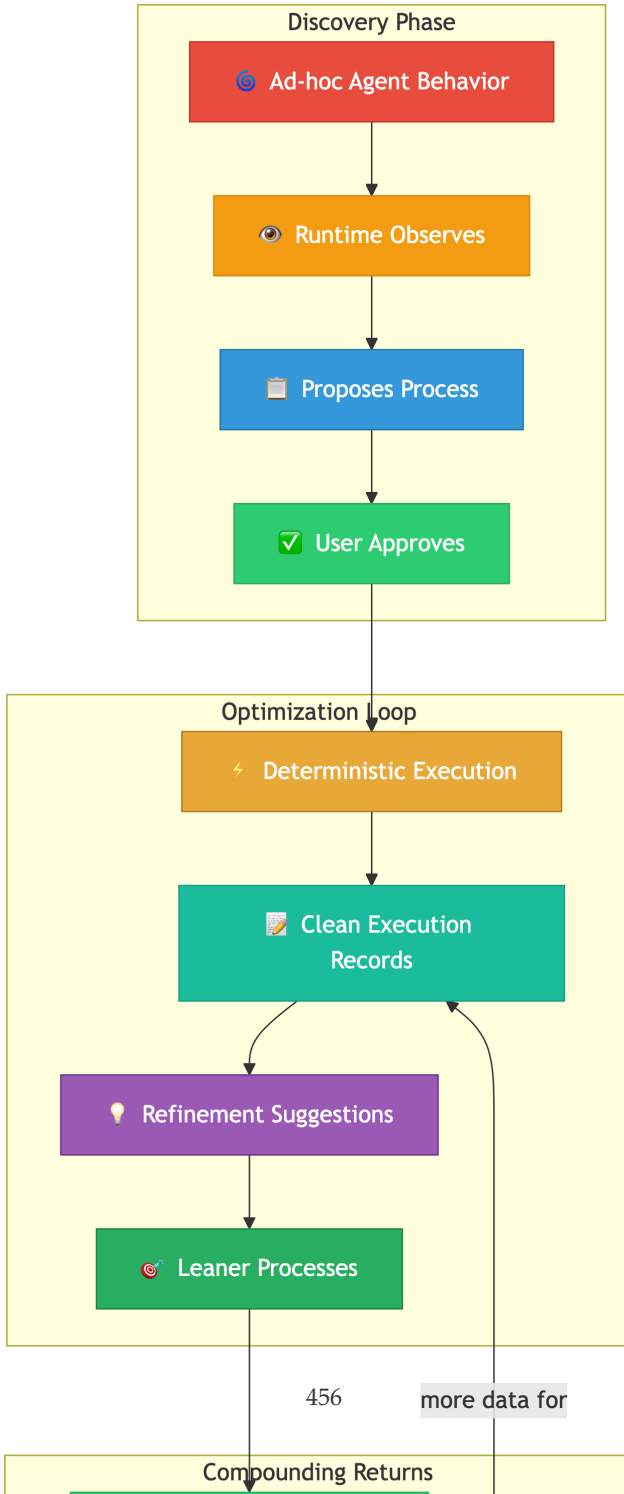 Discovery Phase
🌀 Ad-hoc Agent Behavior
👁️ Runtime Observes
📋 Proposes Process
✅ User Approves
Optimization Loop
⚡ Deterministic Execution
📝 Clean Execution
Records
💡 Refinement Suggestions
🎯 Leaner Processes
456
more data for
Compounding Returns